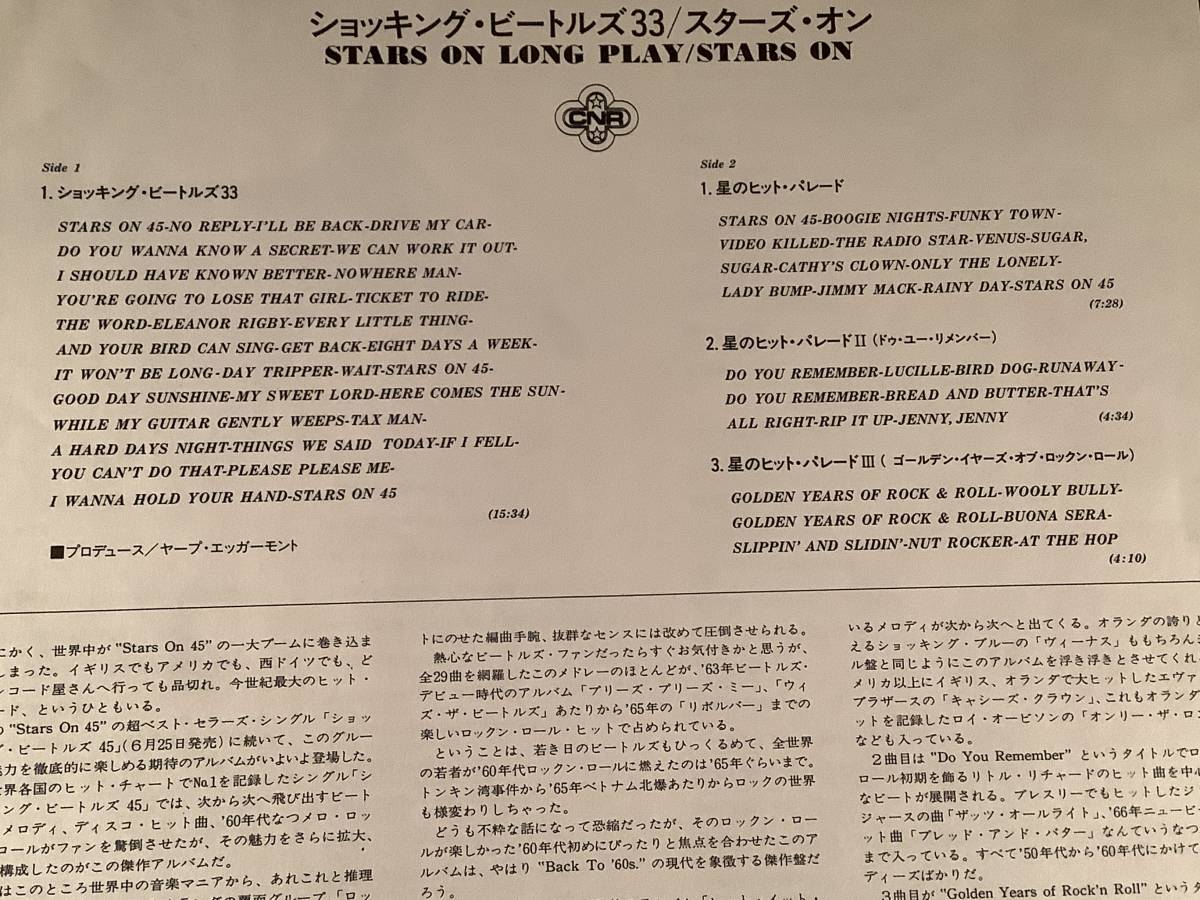 ショッキング・ビートルズ33/スターズ・オン
STARS ON LONG PLAY/STARS ON
CNR
Side 1
1. ショッキング・ビートルズ33
STARS ON 45-NO REPLY-I'LL BE BACK-DRIVE MY CAR-
DO YOU WANNA KNOW A SECRET-WE CAN WORK IT OUT-
I SHOULD HAVE KNOWN BETTER-NOWHERE MAN-
YOU'RE GOING TO LOSE THAT GIRL-TICKET TO RIDE-
THE WORD-ELEANOR RIGBY-EVERY LITTLE THING-
AND YOUR BIRD CAN SING-GET BACK-EIGHT DAYS A WEEK-
IT WON'T BE LONG-DAY TRIPPER-WAIT-STARS ON 45-
GOOD DAY SUNSHINE-MY SWEET LORD-HERE COMES THE SUN-
WHILE MY GUITAR GENTLY WEEPS-TAX MAN-
A HARD DAYS NIGHT-THINGS WE SAID TODAY-IF I FELL-
YOU CAN'T DO THAT-PLEASE PLEASE ME-
I WANNA HOLD YOUR HAND-STARS ON 45
(15:34)
■プロデュース/ヤープ・エッガーモント
Side 2
1. 星のヒット・パレード
STARS ON 45-BOOGIE NIGHTS-FUNKY TOWN-
VIDEO KILLED-THE RADIO STAR-VENUS-SUGAR,
SUGAR-CATHY'S CLOWN-ONLY THE LONELY-
LADY BUMP-JIMMY MACK-RAINY DAY-STARS ON 45
(7:28)
2. 星のヒット・パレードII(ドゥ・ユー・リメンバー)
DO YOU REMEMBER-LUCILLE-BIRD DOG-RUNAWAY-
DO YOU REMEMBER-BREAD AND BUTTER-THAT'S
ALL RIGHT-RIP IT UP-JENNY, JENNY (4:34)
3. 星のヒット・パレードIII( ゴールデン・イヤーズ・オブ・ロックン・ロール)
GOLDEN YEARS OF ROCK & ROLL-WOOLY BULLY-
GOLDEN YEARS OF ROCK & ROLL-BUONA SERA-
SLIPPIN' AND SLIDIN'-NUT ROCKER-AT THE HOP
(4:10)
にかく、世界中が"Stars On 45"の一大ブームに巻き込ま
しまった。イギリスでもアメリカでも、西ドイツでも、ど
コード屋さんへ行っても品切れ。今世紀最大のヒット・
ード、というひともいる。
"Stars On 45"の超ベスト・セラーズ・シングル「ショッ
グ・ビートルズ 45」(6月25日発売)に続いて、このグルー
力を徹底的に楽しめる期待のアルバムがいよいよ登場した。
界各国のヒット・チャートでNo.1を記録したシングル「シ
ング・ビートルズ 45」では、次から次へ飛び出すビート
メロディ、ディスコ・ヒット曲、'60年代なつメロ・ロッ
ロールがファンを驚倒させたが、その魅力をさらに拡大、
構成したのがこの傑作アルバムだ。
はこのところ世界中の音楽マニアから、あれこれと推理
の覆面グループ「ロッ
トにのせた編曲手腕、抜群なセンスには改めて圧倒させられる。
熱心なビートルズ・ファンだったらすぐお気付きかと思うが、
全29曲を網羅したこのメドレーのほとんどが、'63年ビートルズ・
デビュー時代のアルバム「プリーズ・プリーズ・ミー」、「ウィ
ズ・ザ・ビートルズ」あたりから'65年の「リボルバー」までの
楽しいロックン・ロール・ヒットで占められている。
ということは、若き日のビートルズもひっくるめて、全世界
の若者が'60年代ロックン・ロールに燃えたのは'65年ぐらいまで。
トンキン湾事件から'65年ベトナム北爆あたりからロックの世界
も様変わりしちゃった。
どうも不粋な話になって恐縮だったが、そのロックン・ロー
ルが楽しかった'60年代初めにぴったりと焦点を合わせたこのア
ルバムは、やはり"Back To '60s."の現代を象徴する傑作盤だ
ろう。
いるメロディが次から次へと出てくる。オランダの誇りと
えるショッキング・ブルーの「ヴィーナス」ももちろん
ル盤と同じようにこのアルバムを浮き浮きとさせてくれ
メリカ以上にイギリス、オランダで大ヒットしたエヴァ
ブラザースの「キャシーズ・クラウン」、これもオランダ
ットを記録したロイ・オービソンの「オンリー・ザ・ロ
なども入っている。
2曲目は"Do You Remember"というタイトルでロ
ロール初期を飾るリトル・リチャードのヒット曲を中心
なビートが展開される。プレスリーでもヒットしたジ
ジャースの曲「ザッツ・オールライト」、'66年ニュービ
ット曲「ブレッド・アンド・バター」なんていうなつ
まで入っている。すべて'50年代から'60年代にかけて
ディーズばかりだ。
3曲目が"Golden Years of Rock'n Roll"というタ